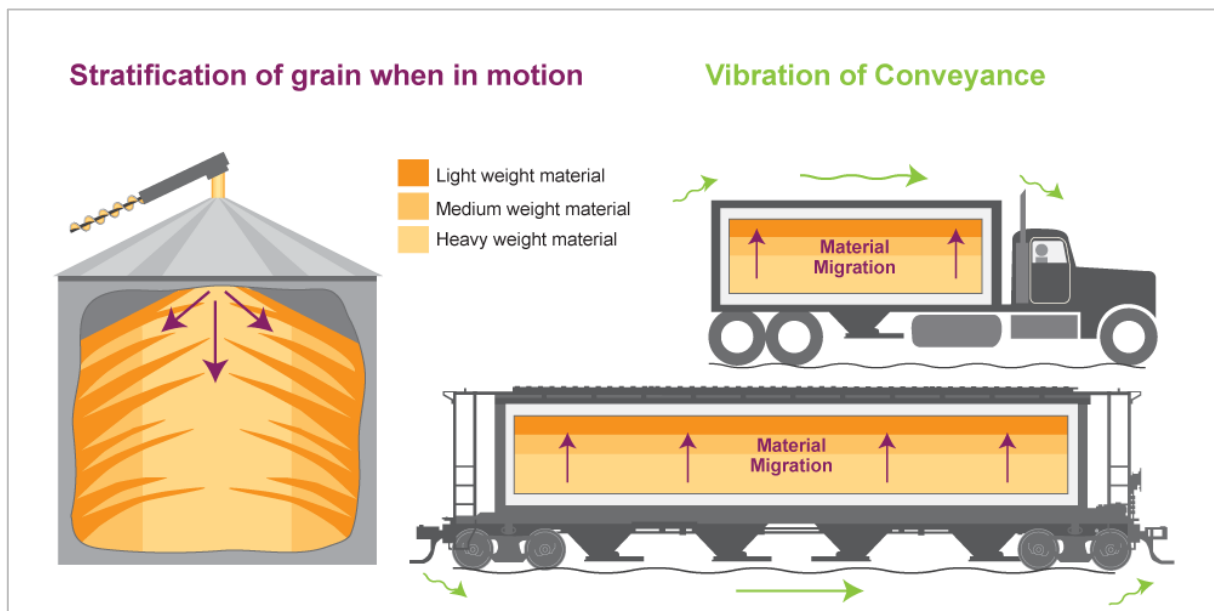 Stratification of grain when in motion
Vibration of Conveyance
Light weight material
Medium weight material
Heavy weight material
Material
Migration
Material
Migration